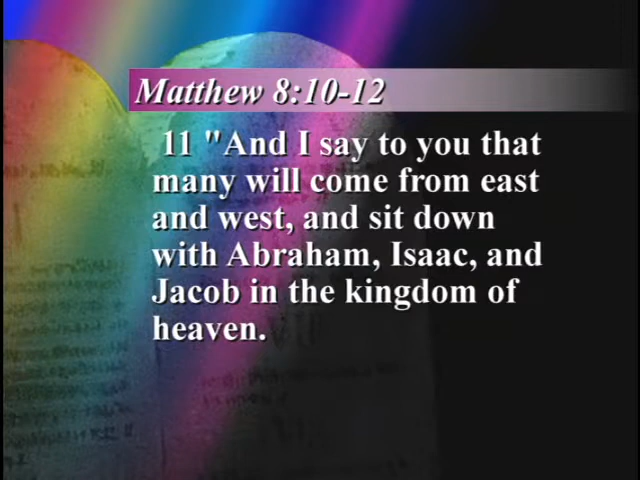 Matthew 8:10-12
11 "And I say to you that
many will come from east
and west, and sit down
with Abraham, Isaac, and
Jacob in the kingdom of
heaven.